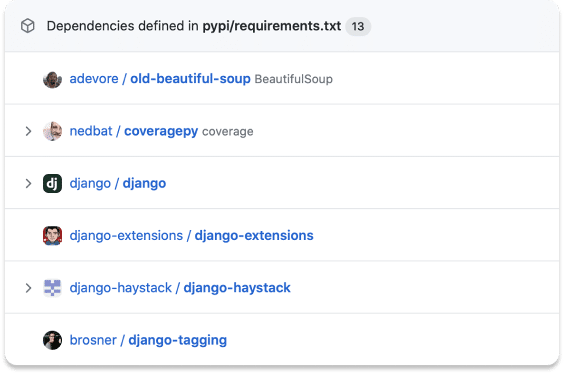 Dependencies defined in pypi/requirements.txt 13
adevore / old-beautiful-soup BeautifulSoup
nedbat / coveragepy coverage
dj django / django
django-extensions / django-extensions
django-haystack / django-haystack
brosner / django-tagging